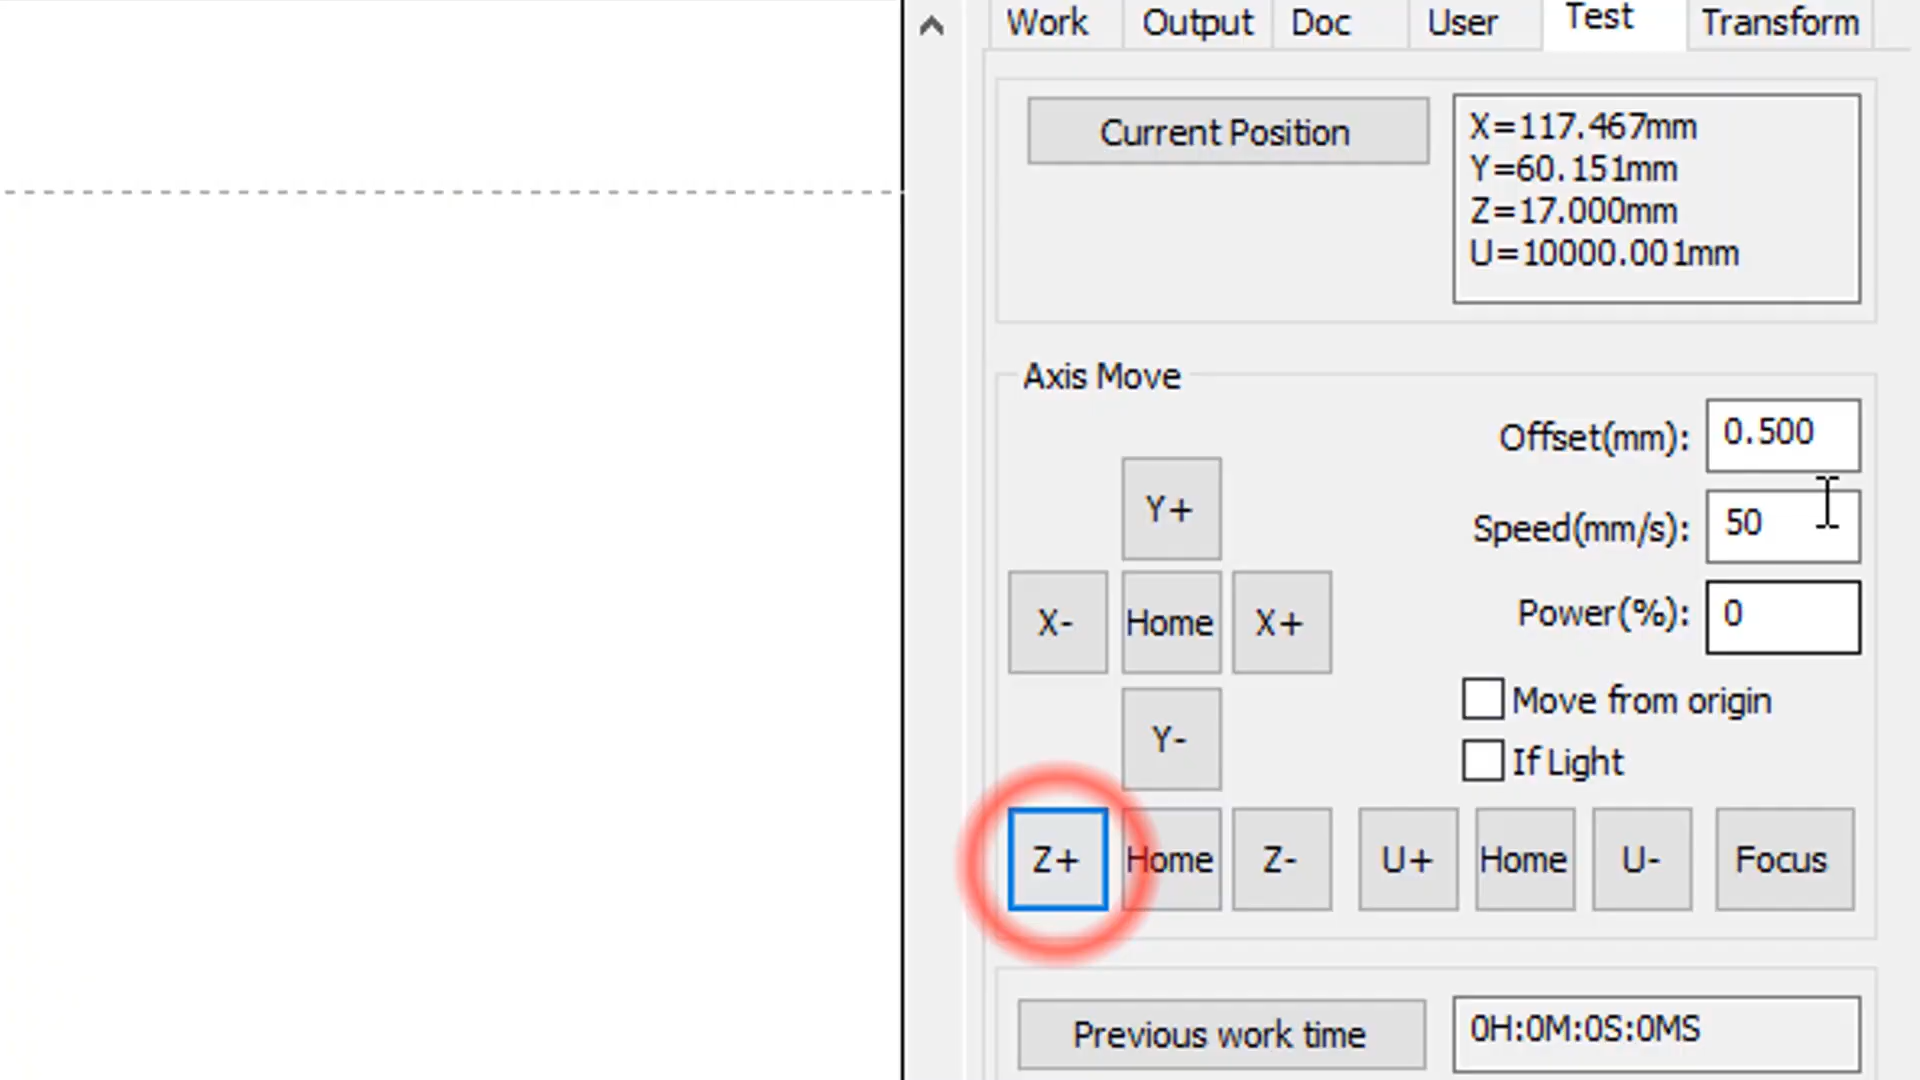 Work Output Doc User Test Transform
Current Position
X=117.467mm
Y=60.151mm
Z=17.000mm
U=10000.001mm
Axis Move
Offset(mm): 0.500
Y+
Speed(mm/s): 50
X- Home X+
Power(%): 0
Move from origin
Y-
If Light
Z+ Home Z- U+ Home U- Focus
Previous work time 0H:0M:0S:0MS